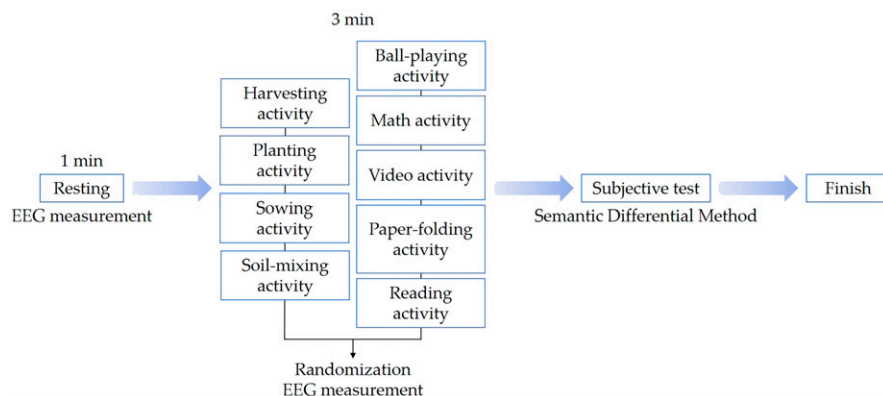 3 min
1 min
Resting
EEG measurement
Harvesting
activity
Planting
activity
Sowing
activity
Soil-mixing
activity
Ball-playing
activity
Math activity
Video activity
Paper-folding
activity
Reading
activity
Randomization
EEG measurement
Subjective test
Semantic Differential Method
Finish